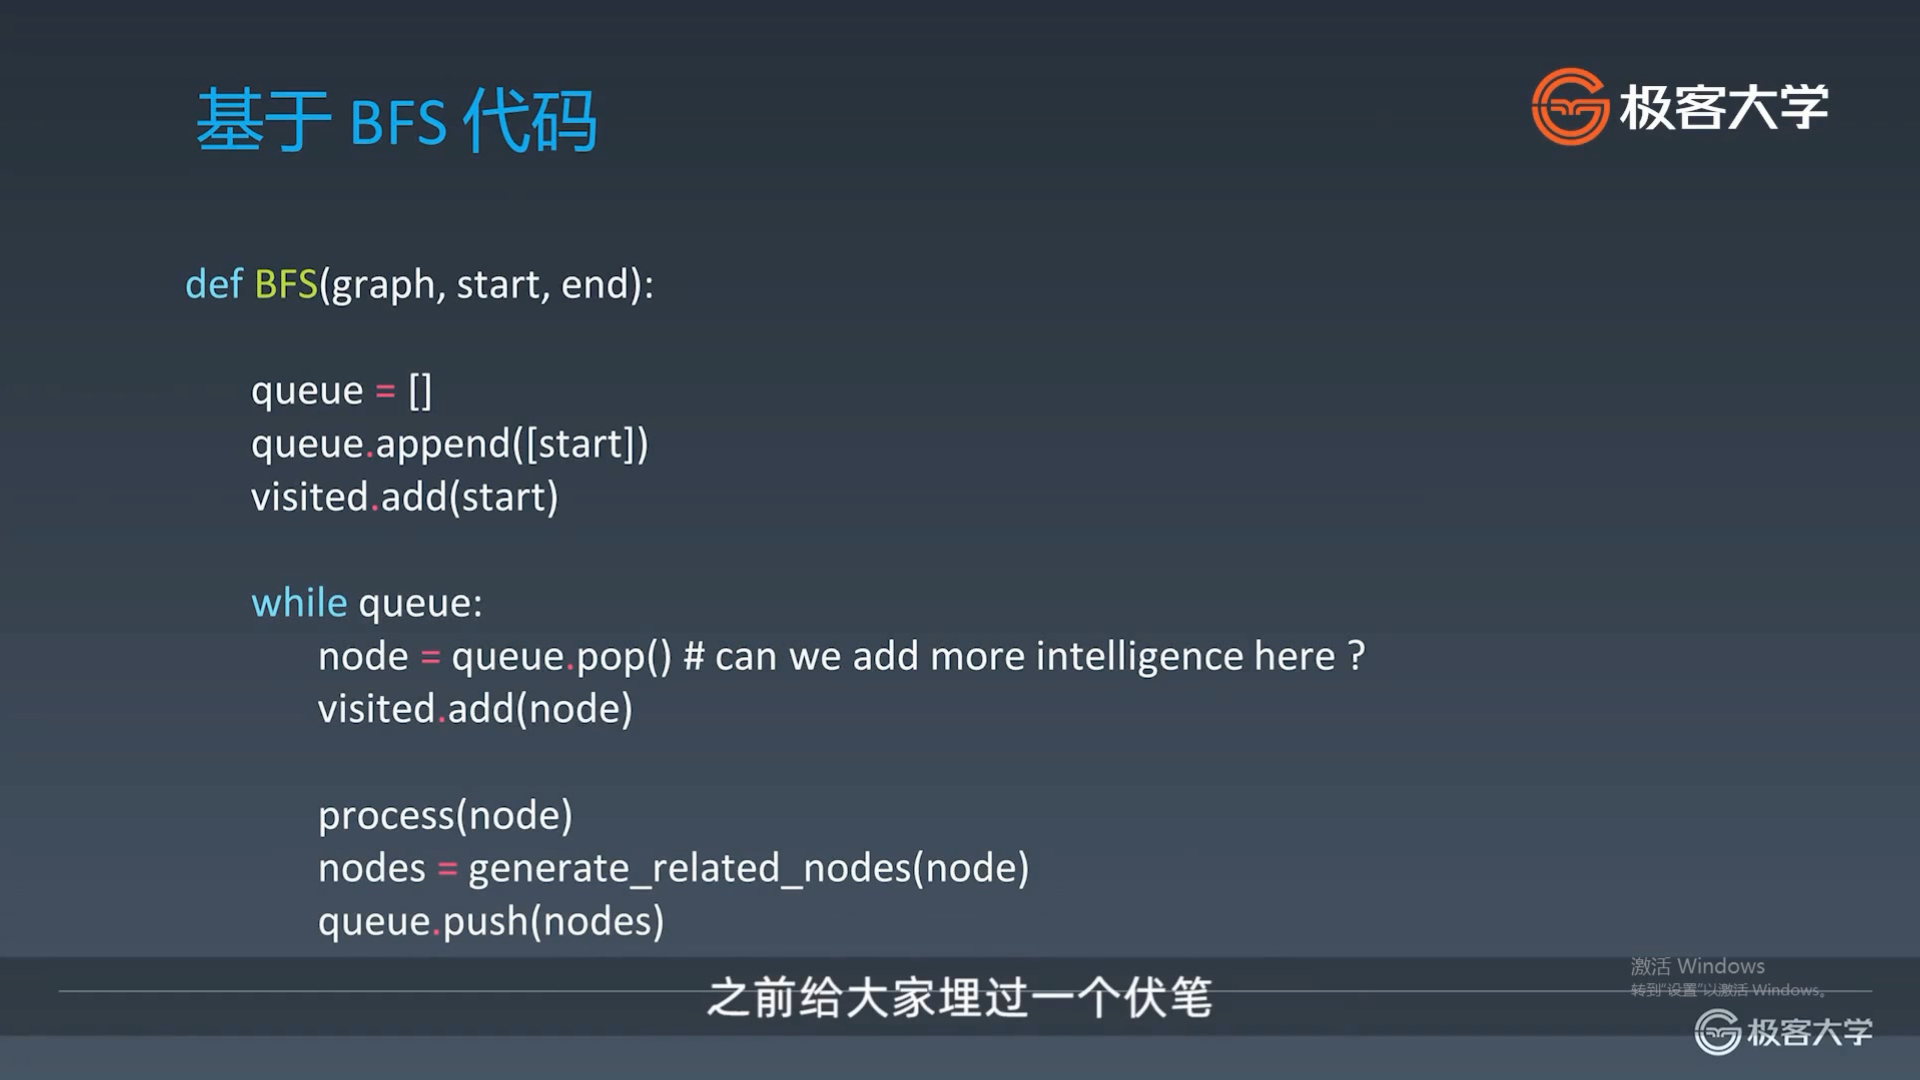 基于 BFS 代码
极客大学
def BFS(graph, start, end):
queue = []
queue.append([start])
visited.add(start)
while queue:
node = queue.pop() # can we add more intelligence here ?
visited.add(node)
process(node)
nodes = generate_related_nodes(node)
queue.push(nodes)
之前给大家埋过一个伏笔
激活 Windows
转到“设置”以激活 Windows。
极客大学